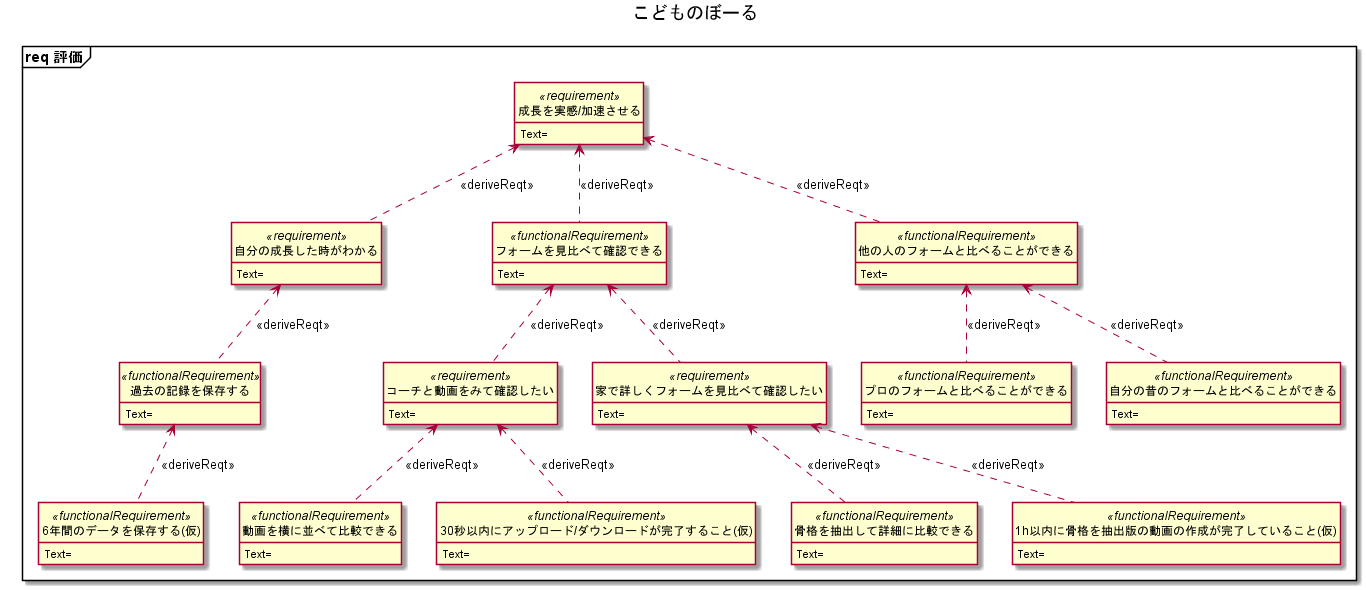 こどものぼーる
req 評価
«requirement»
成長を実感/加速させる
Text=
«deriveReqt»
«deriveReqt»
«deriveReqt»
«requirement»
自分の成長した時がわかる
Text=
«functionalRequirement»
フォームを見比べて確認できる
Text=
«functionalRequirement»
他の人のフォームと比べることができる
Text=
«deriveReqt»
«deriveReqt»
«deriveReqt»
«deriveReqt»
«deriveReqt»
«functionalRequirement»
過去の記録を保存する
Text=
«requirement»
コーチと動画をみて確認したい
Text=
«requirement»
家で詳しくフォームを見比べて確認したい
Text=
«functionalRequirement»
プロのフォームと比べることができる
Text=
«functionalRequirement»
自分の昔のフォームと比べることができる
Text=
«deriveReqt»
«deriveReqt»
«deriveReqt»
«deriveReqt»
«deriveReqt»
«functionalRequirement»
6年間のデータを保存する(仮)
Text=
«functionalRequirement»
動画を横に並べて比較できる
Text=
«functionalRequirement»
30秒以内にアップロード/ダウンロードが完了すること(仮)
Text=
«functionalRequirement»
骨格を抽出して詳細に比較できる
Text=
«functionalRequirement»
1h以内に骨格を抽出版の動画の作成が完了していること(仮)
Text=